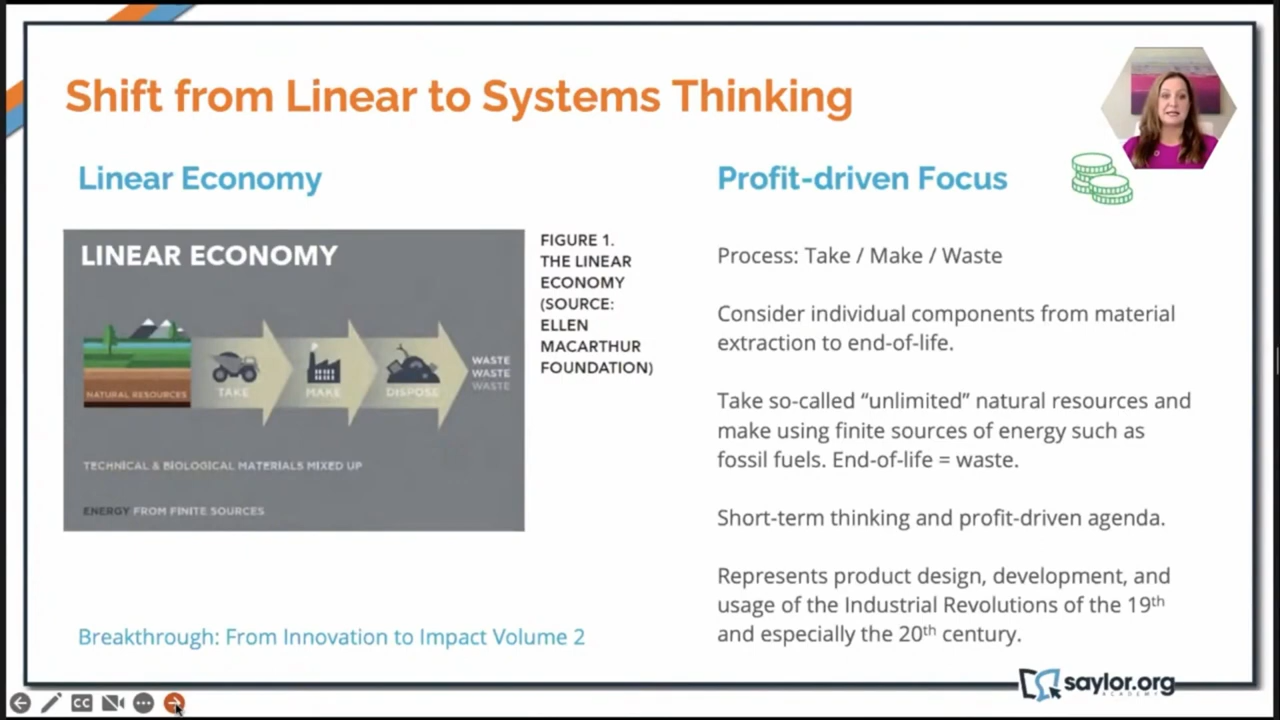 Shift from Linear to Systems Thinking
Linear Economy
LINEAR ECONOMY
NATURAL RESOURCES
TAKE
MAKE
DISPOSE
WASTE
WASTE
WASTE
TECHNICAL & BIOLOGICAL MATERIALS MIXED UP
ENERGY FROM FINITE SOURCES
FIGURE 1.
THE LINEAR
ECONOMY
(SOURCE:
ELLEN
MACARTHUR
FOUNDATION)
Breakthrough: From Innovation to Impact Volume 2
Profit-driven Focus
Process: Take / Make / Waste
Consider individual components from material
extraction to end-of-life.
Take so-called “unlimited” natural resources and
make using finite sources of energy such as
fossil fuels. End-of-life = waste.
Short-term thinking and profit-driven agenda.
Represents product design, development, and
usage of the Industrial Revolutions of the 19th
and especially the 20th century.
saylor.org
ACADEMY
CC